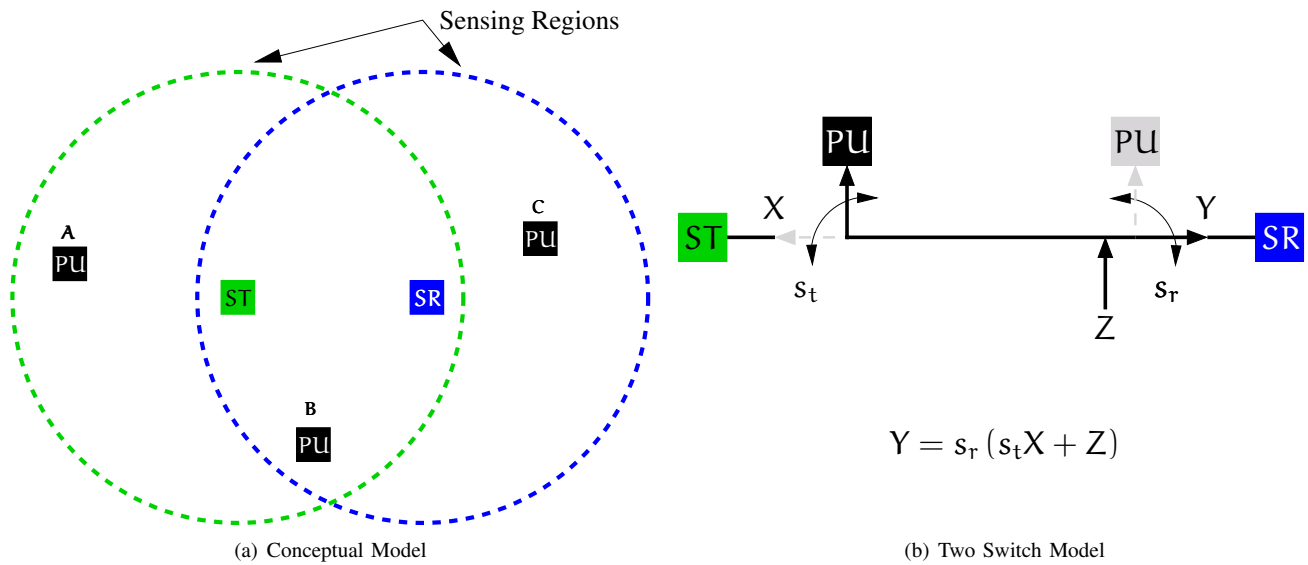 Sensing Regions
A
PU
C
PU
ST
SR
B
PU
(a) Conceptual Model
PU
PU
X
Y
ST
SR
s_t
s_r
Z
Y = s_r (s_tX + Z)
(b) Two Switch Model